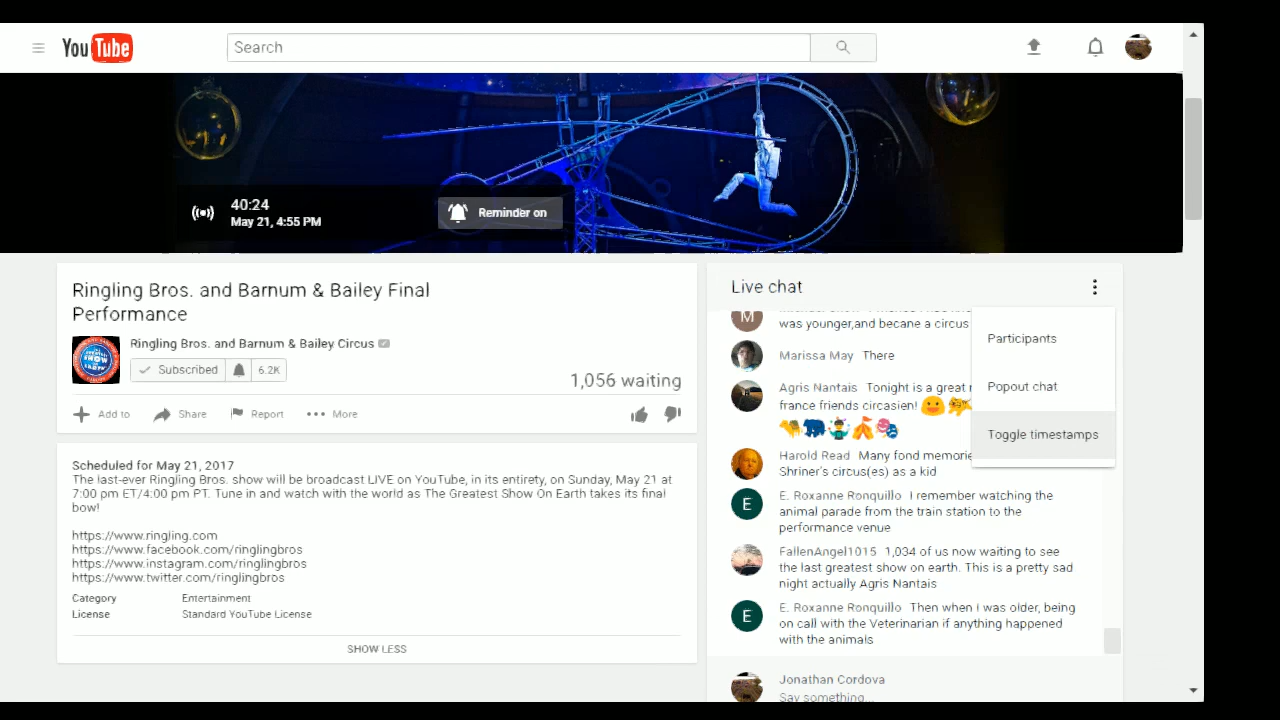 YouTube
Search
40:24
May 21, 4:55 PM
Reminder on
Ringling Bros. and Barnum & Bailey Final
Performance
Ringling Bros. and Barnum & Bailey Circus
Subscribed
6.2K
1,056 waiting
Add to
Share
Report
More
Scheduled for May 21, 2017
The last-ever Ringling Bros. show will be broadcast LIVE on YouTube, in its entirety, on Sunday, May 21 at
7:00 pm ET/4:00 pm PT. Tune in and watch with the world as The Greatest Show On Earth takes its final
bow!
https://www.ringling.com
https://www.facebook.com/ringlingbros
https://www.instagram.com/ringlingbros
https://www.twitter.com/ringlingbros
Category Entertainment
License Standard YouTube License
SHOW LESS
Live chat
Participants
Popout chat
Toggle timestamps
M
was younger,and becane a circus
Marissa May There
Agris Nantais Tonight is a great
france friends circasien!
Harold Read Many fond memorie
Shriner's circus(es) as a kid
E
E. Roxanne Ronquillo I remember watching the
animal parade from the train station to the
performance venue
FallenAngel1015 1,034 of us now waiting to see
the last greatest show on earth. This is a pretty sad
night actually Agris Nantais
E
E. Roxanne Ronquillo Then when I was older, being
on call with the Veterinarian if anything happened
with the animals
Jonathan Cordova
Say something...